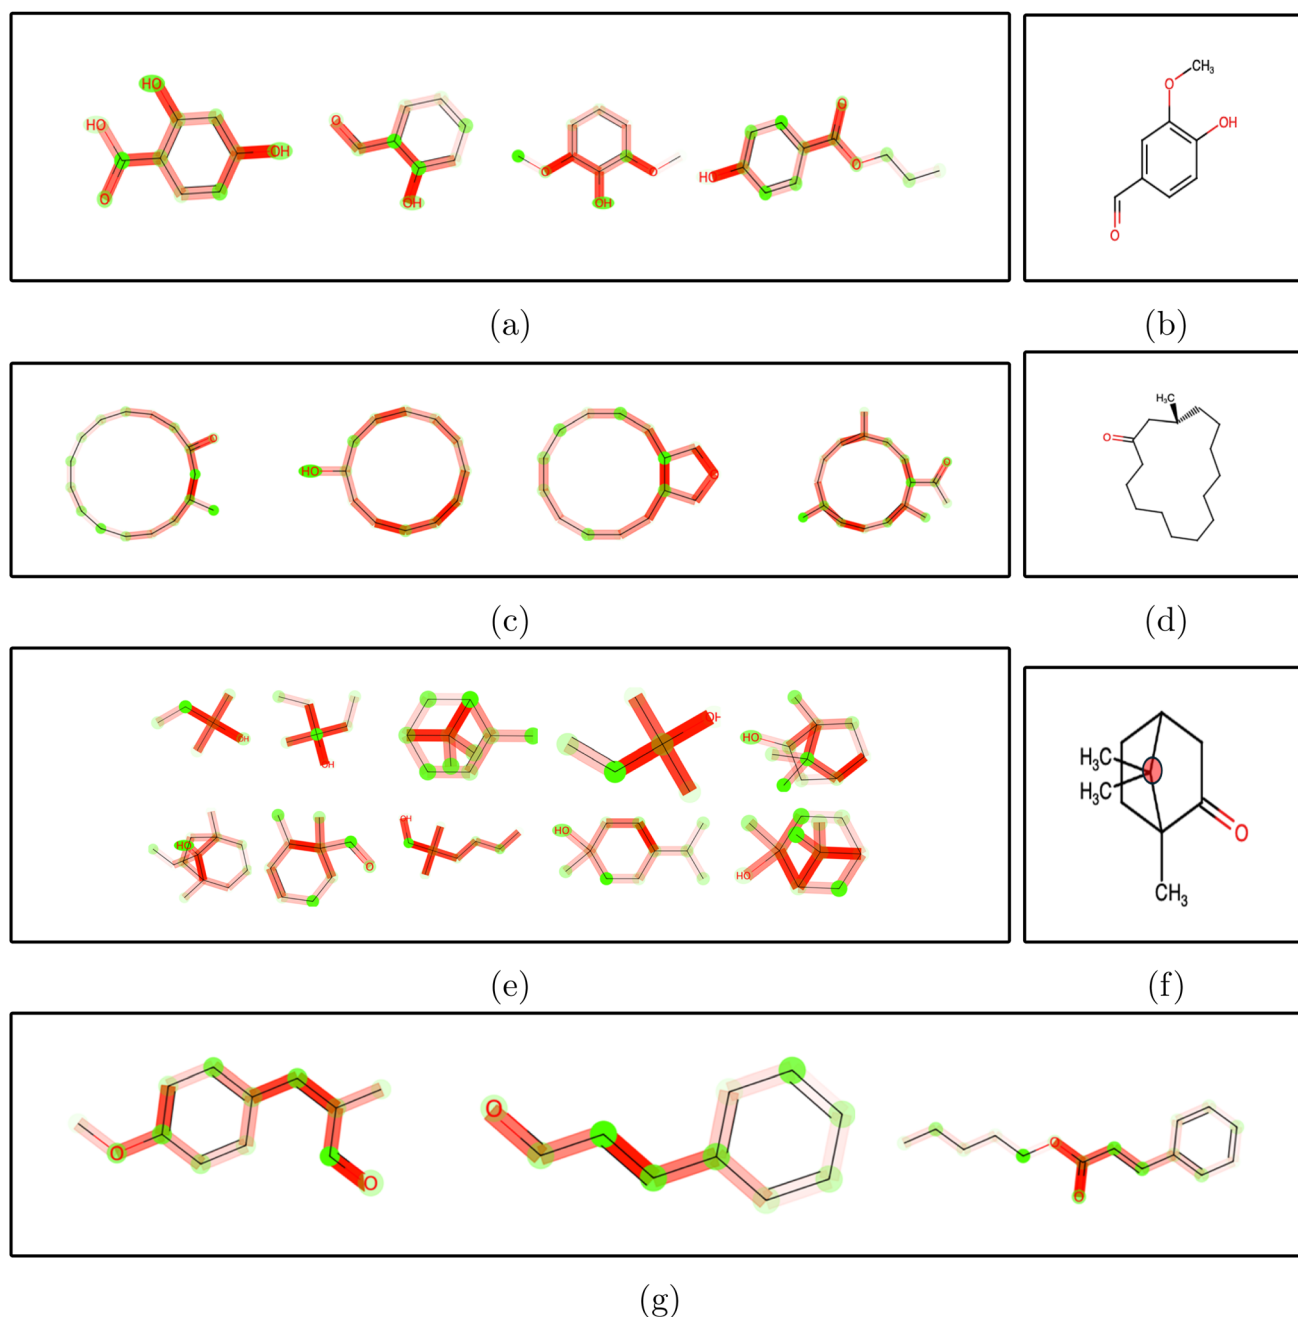 HO HO O OH
O OH
O OH O
HO O O
O CH₃ OH O
(a) (b)
O
HO
O
O
H₃C O
(c) (d)
OH OH OH HO
HO O OH HO HO
H₃C H₃C O CH₃
(e) (f)
O O
O
O O
(g)